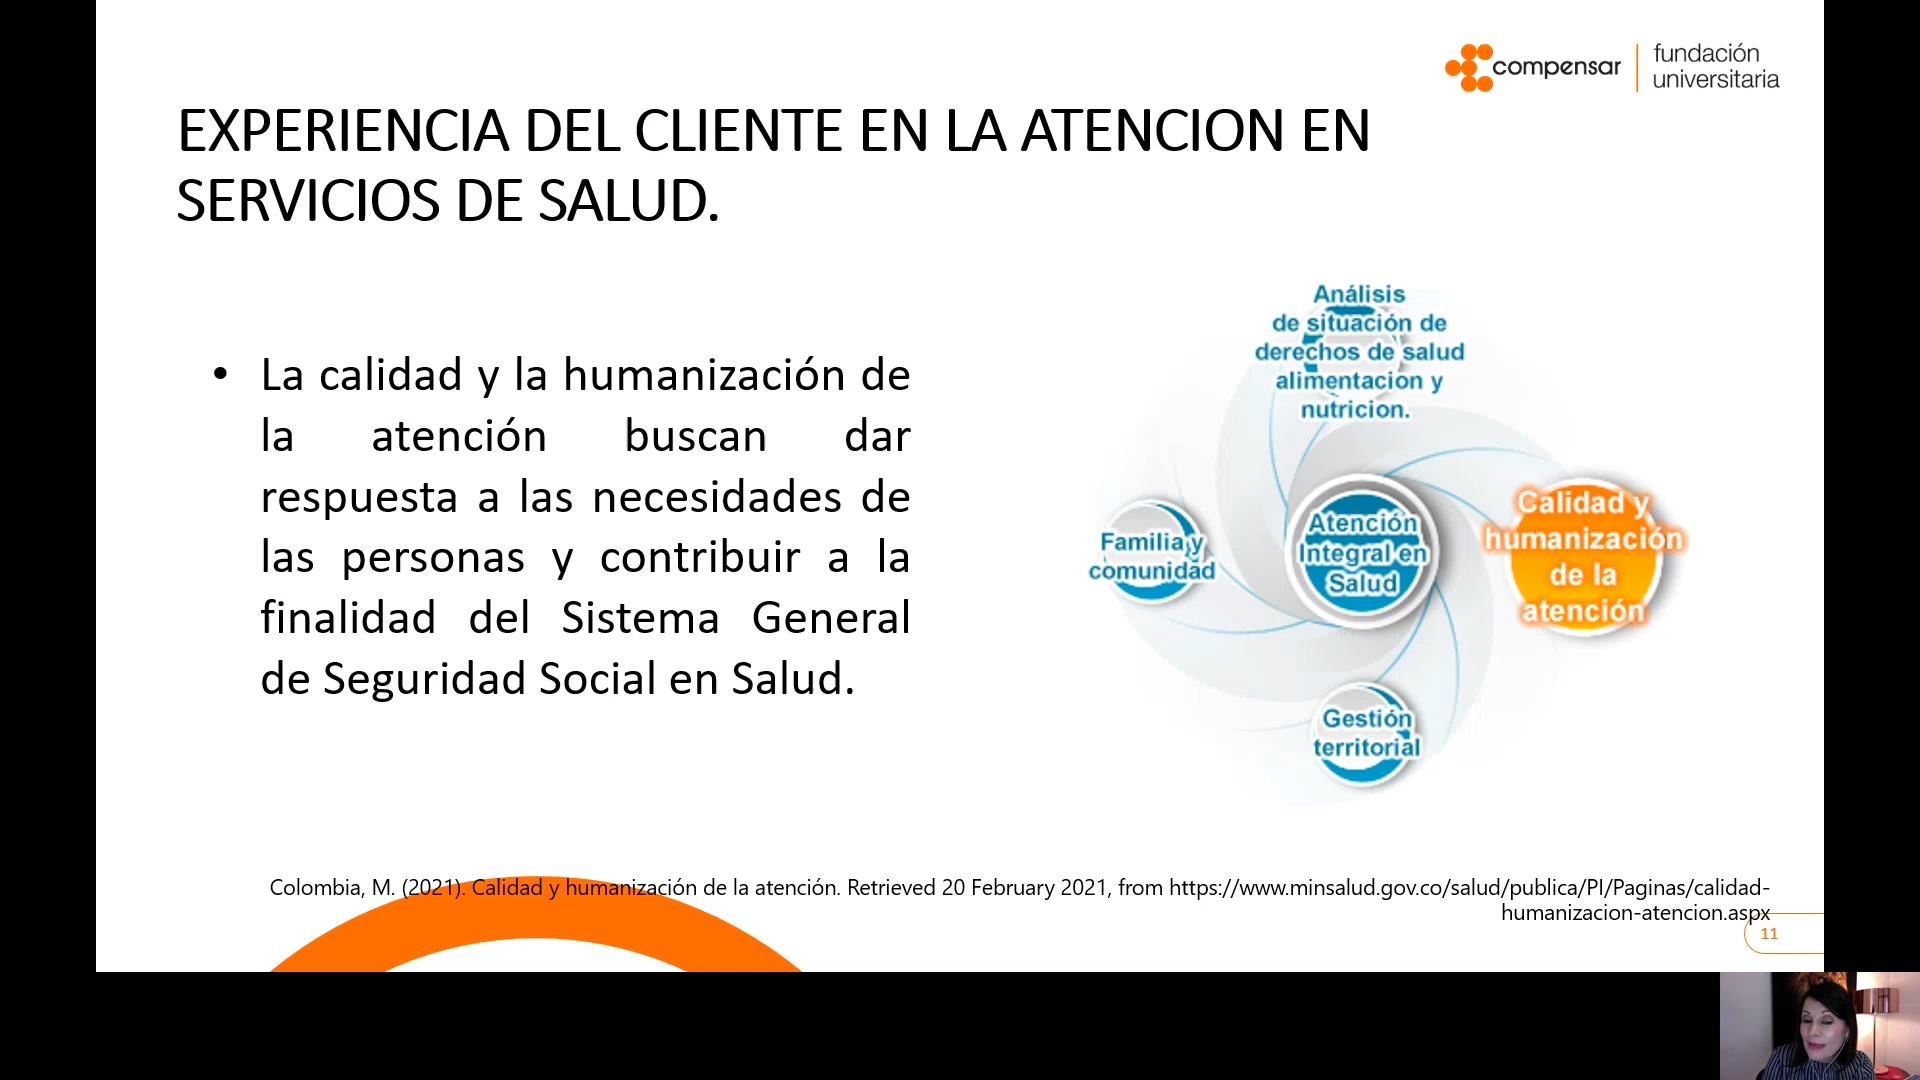 compensar
fundación
universitaria
EXPERIENCIA DEL CLIENTE EN LA ATENCION EN
SERVICIOS DE SALUD.
• La calidad y la humanización de
la atención buscan dar
respuesta a las necesidades de
las personas y contribuir a la
finalidad del Sistema General
de Seguridad Social en Salud.
Análisis
de situación de
derechos de salud
alimentacion y
nutricion.
Familia y
comunidad
Atención
Integral en
Salud
Calidad y
humanización
de la
atención
Gestión
territorial
Colombia, M. (2021). Calidad y humanización de la atención. Retrieved 20 February 2021, from https://www.minsalud.gov.co/salud/publica/PI/Paginas/calidad-
humanizacion-atencion.aspx
11